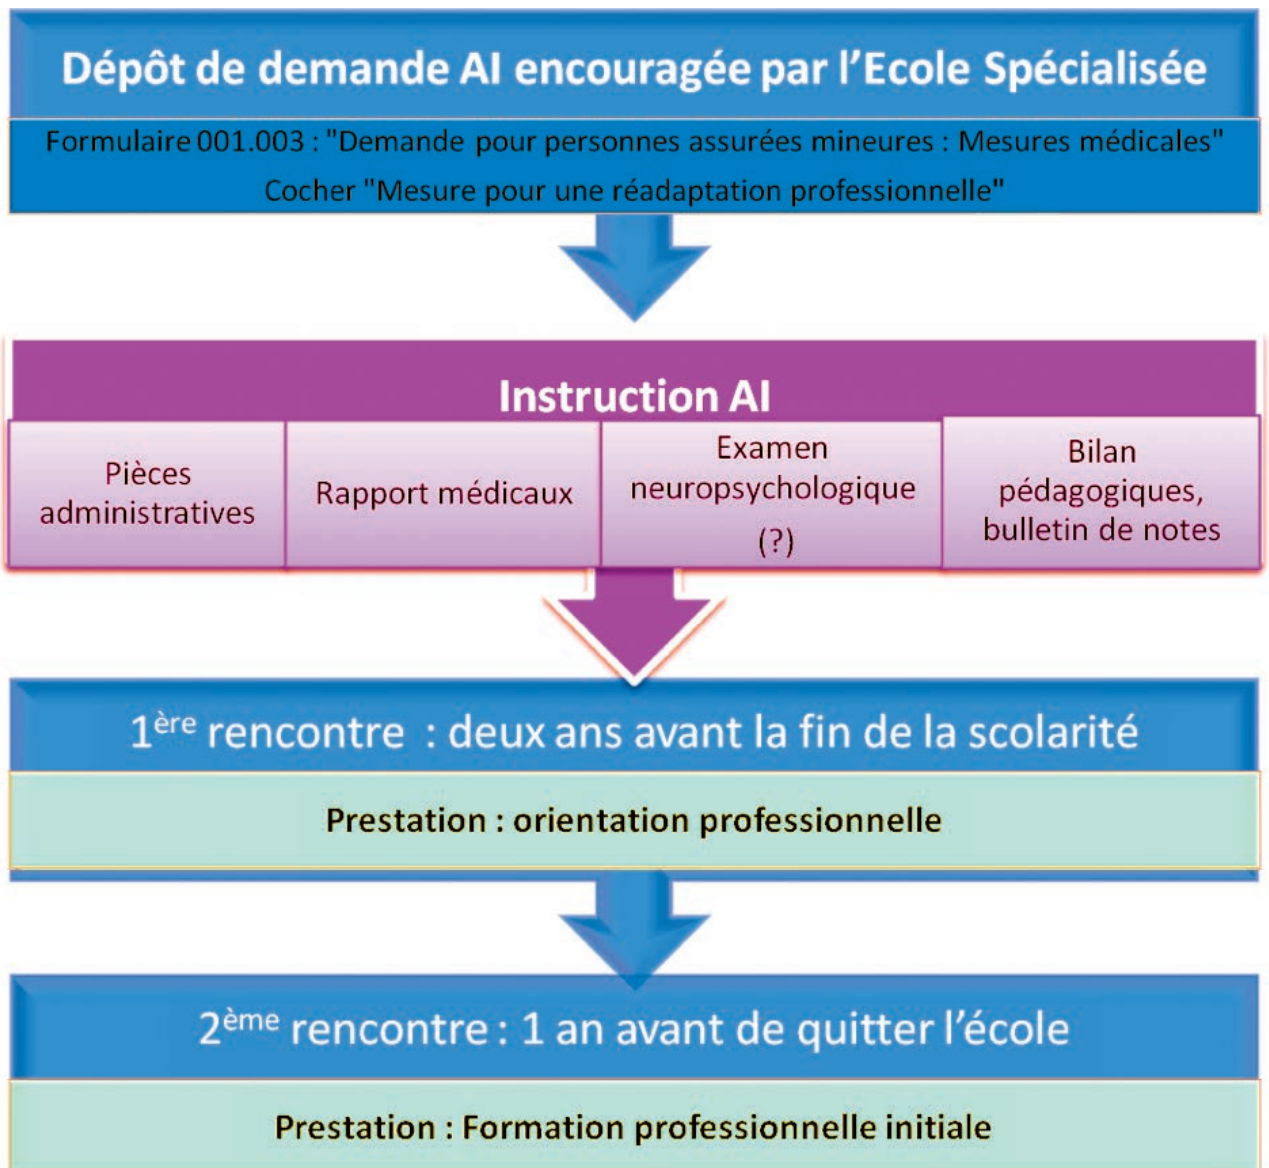 Dépôt de demande AI encouragée par l'Ecole Spécialisée
Formulaire 001.003 : "Demande pour personnes assurées mineures : Mesures médicales"
Cocher "Mesure pour une réadaptation professionnelle"
Instruction AI
Pièces
administratives
Rapport médicaux
Examen
neuropsychologique
(?)
Bilan
pédagogiques,
bulletin de notes
1ère rencontre : deux ans avant la fin de la scolarité
Prestation : orientation professionnelle
2ème rencontre : 1 an avant de quitter l'école
Prestation : Formation professionnelle initiale